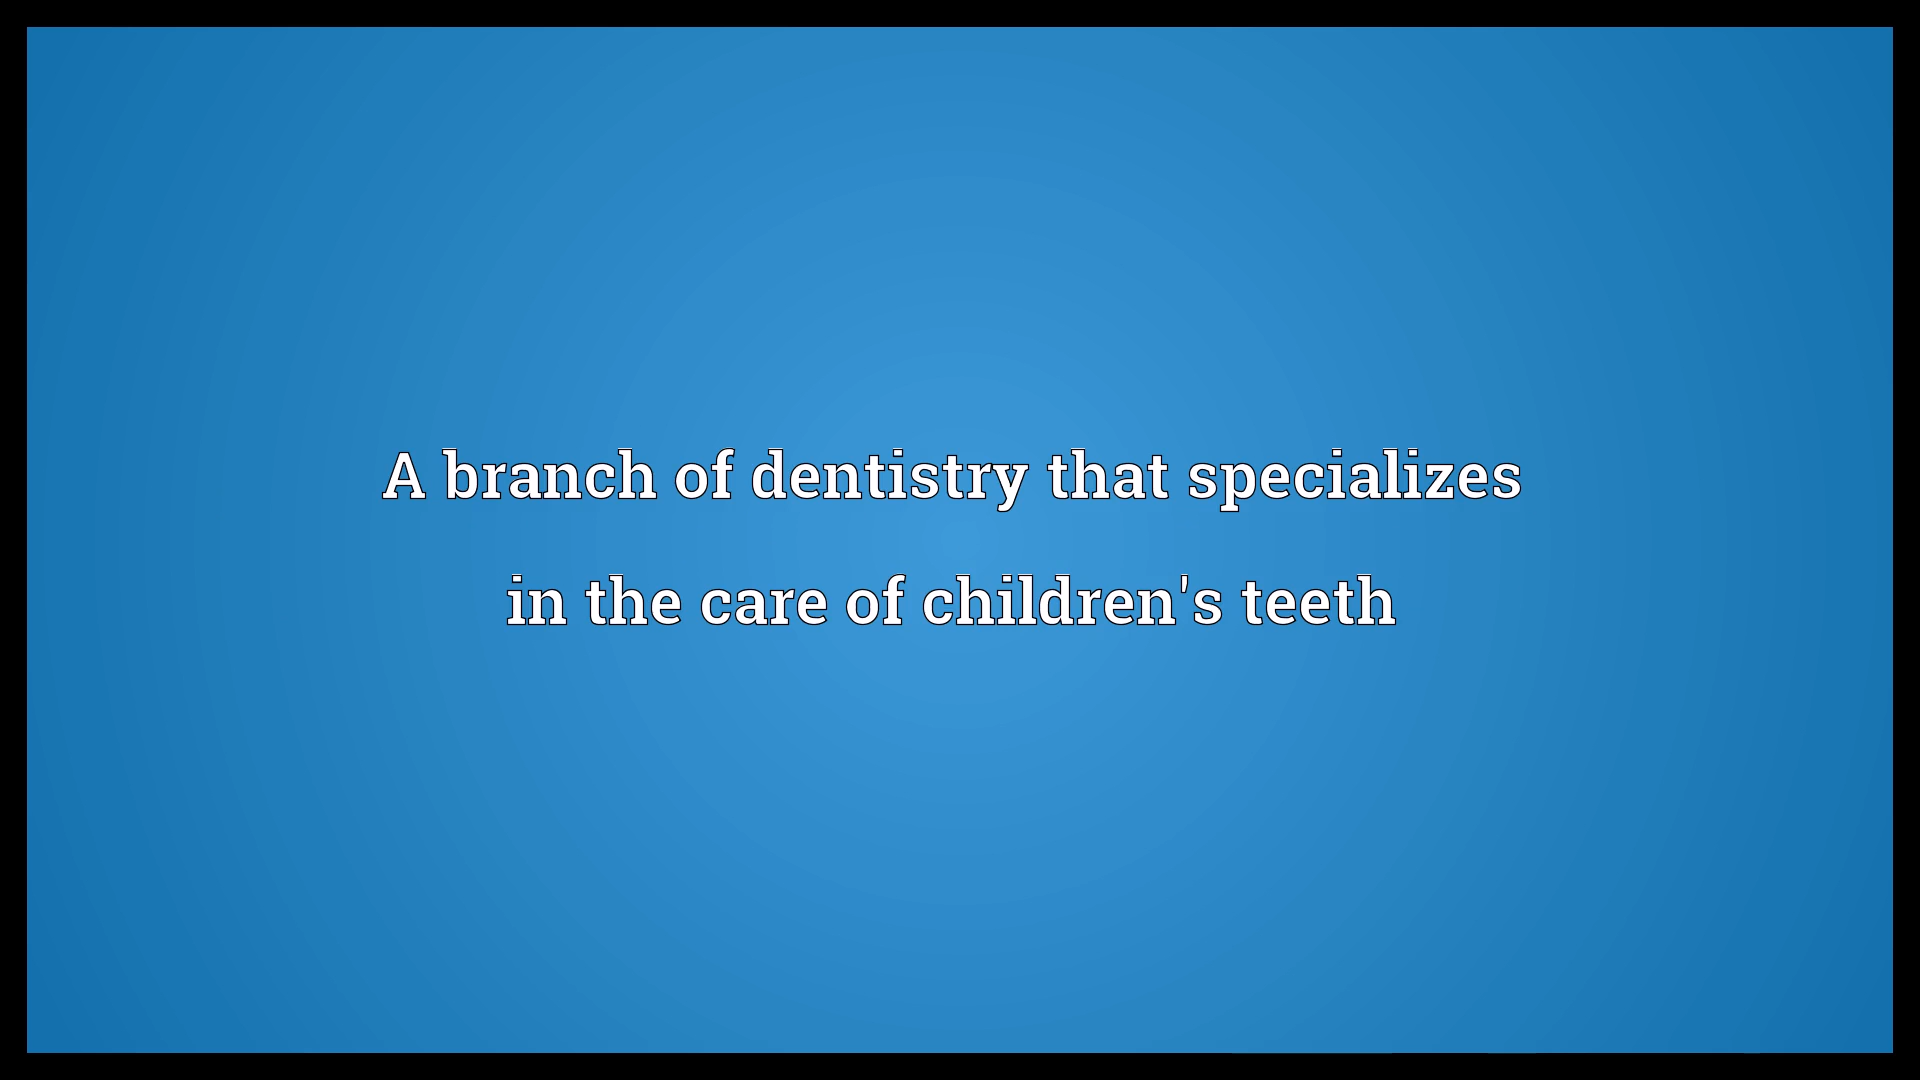 A branch of dentistry that specializes
in the care of children's teeth